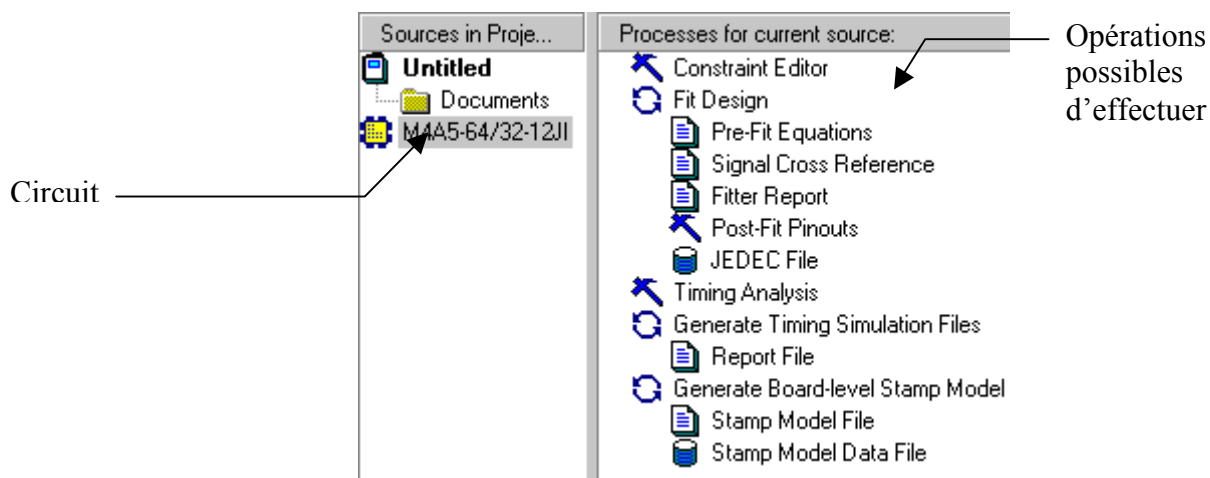 Sources in Proje...
Untitled
Documents
M4A5-64/32-12JI
Processes for current source:
Constraint Editor
Fit Design
Pre-Fit Equations
Signal Cross Reference
Fitter Report
Post-Fit Pinouts
JEDEC File
Timing Analysis
Generate Timing Simulation Files
Report File
Generate Board-level Stamp Model
Stamp Model File
Stamp Model Data File
Opérations
possibles
d’effectuer
Circuit